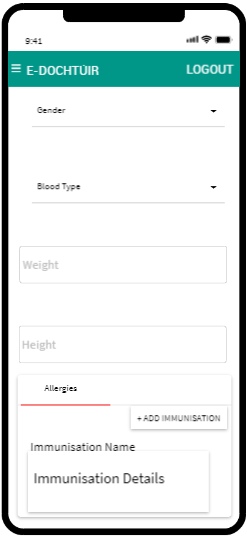 9:41
≡ E-DOCHTÚIR LOGOUT
Gender
Blood Type
Weight
Height
Allergies
+ ADD IMMUNISATION
Immunisation Name
Immunisation Details